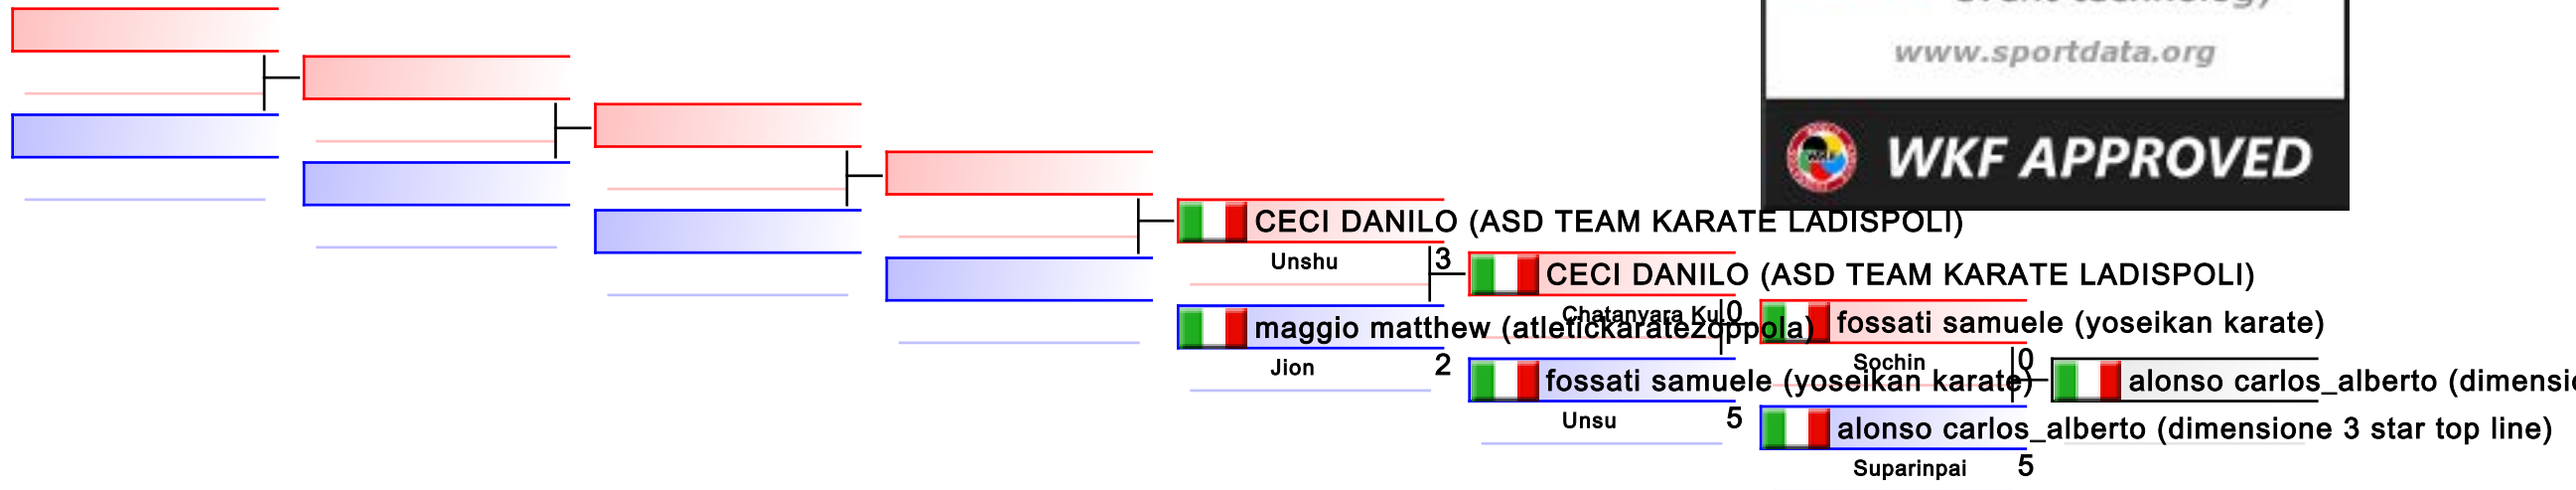 www.sportdata.org
WKF APPROVED
CECI DANILO (ASD TEAM KARATE LADISPOLI)
Unshu
3
maggio matthew (atletickaratezoppola)
Jion
2
CECI DANILO (ASD TEAM KARATE LADISPOLI)
Chatanyara Ku
0
fossati samuele (yoseikan karate)
Unsu
5
fossati samuele (yoseikan karate)
Sochin
0
alonso carlos_alberto (dimensione 3 star top line)
Suparinpai
5
alonso carlos_alberto (dimensi